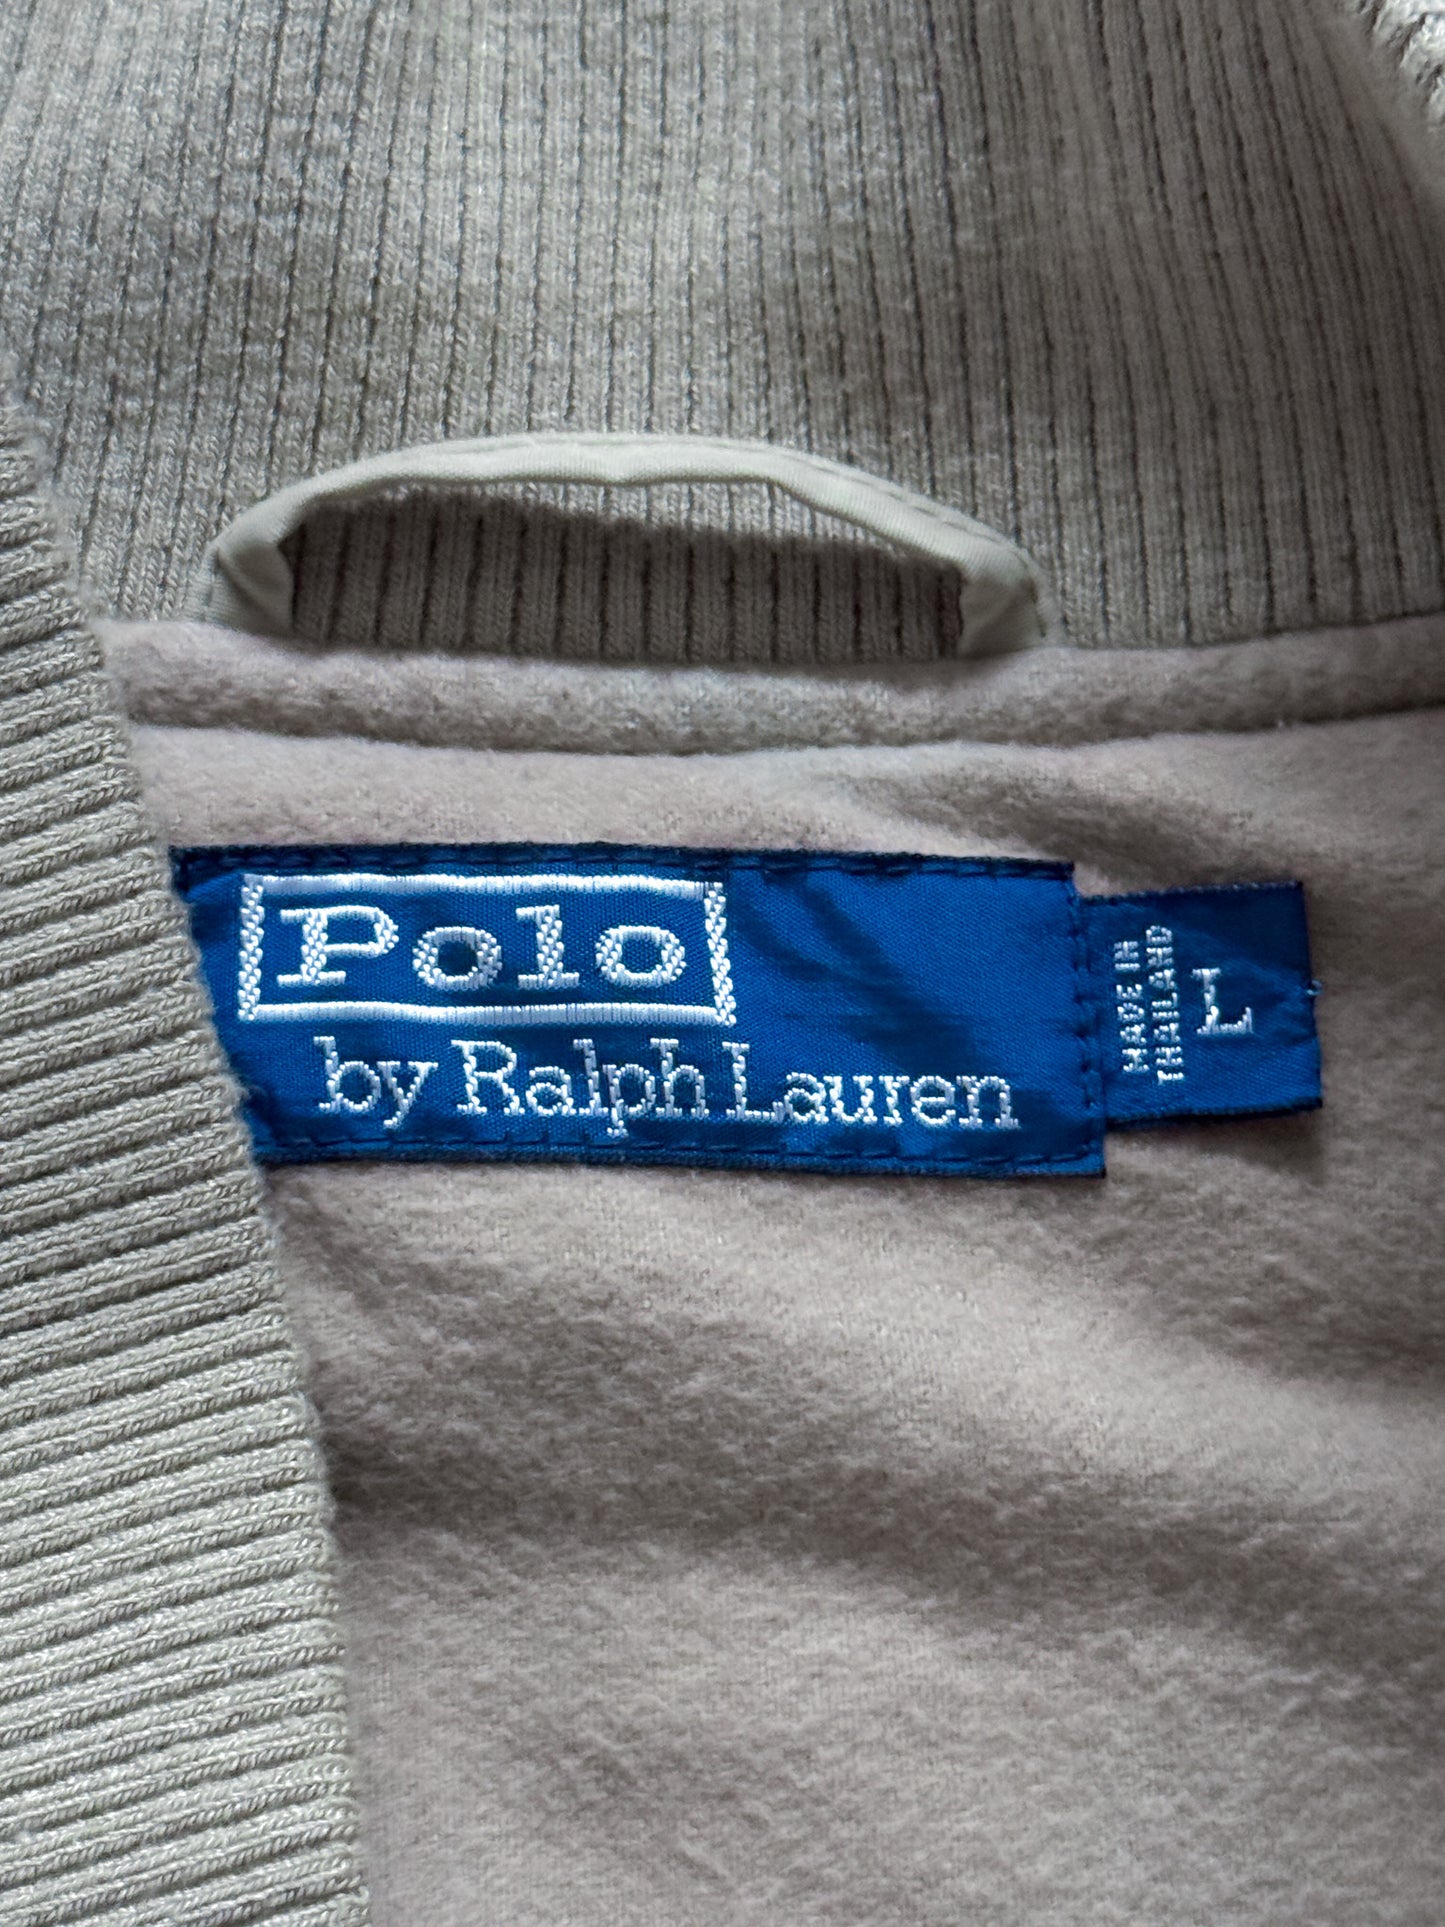 Polo
by Ralph Lauren
MADE IN
THAILAND
L